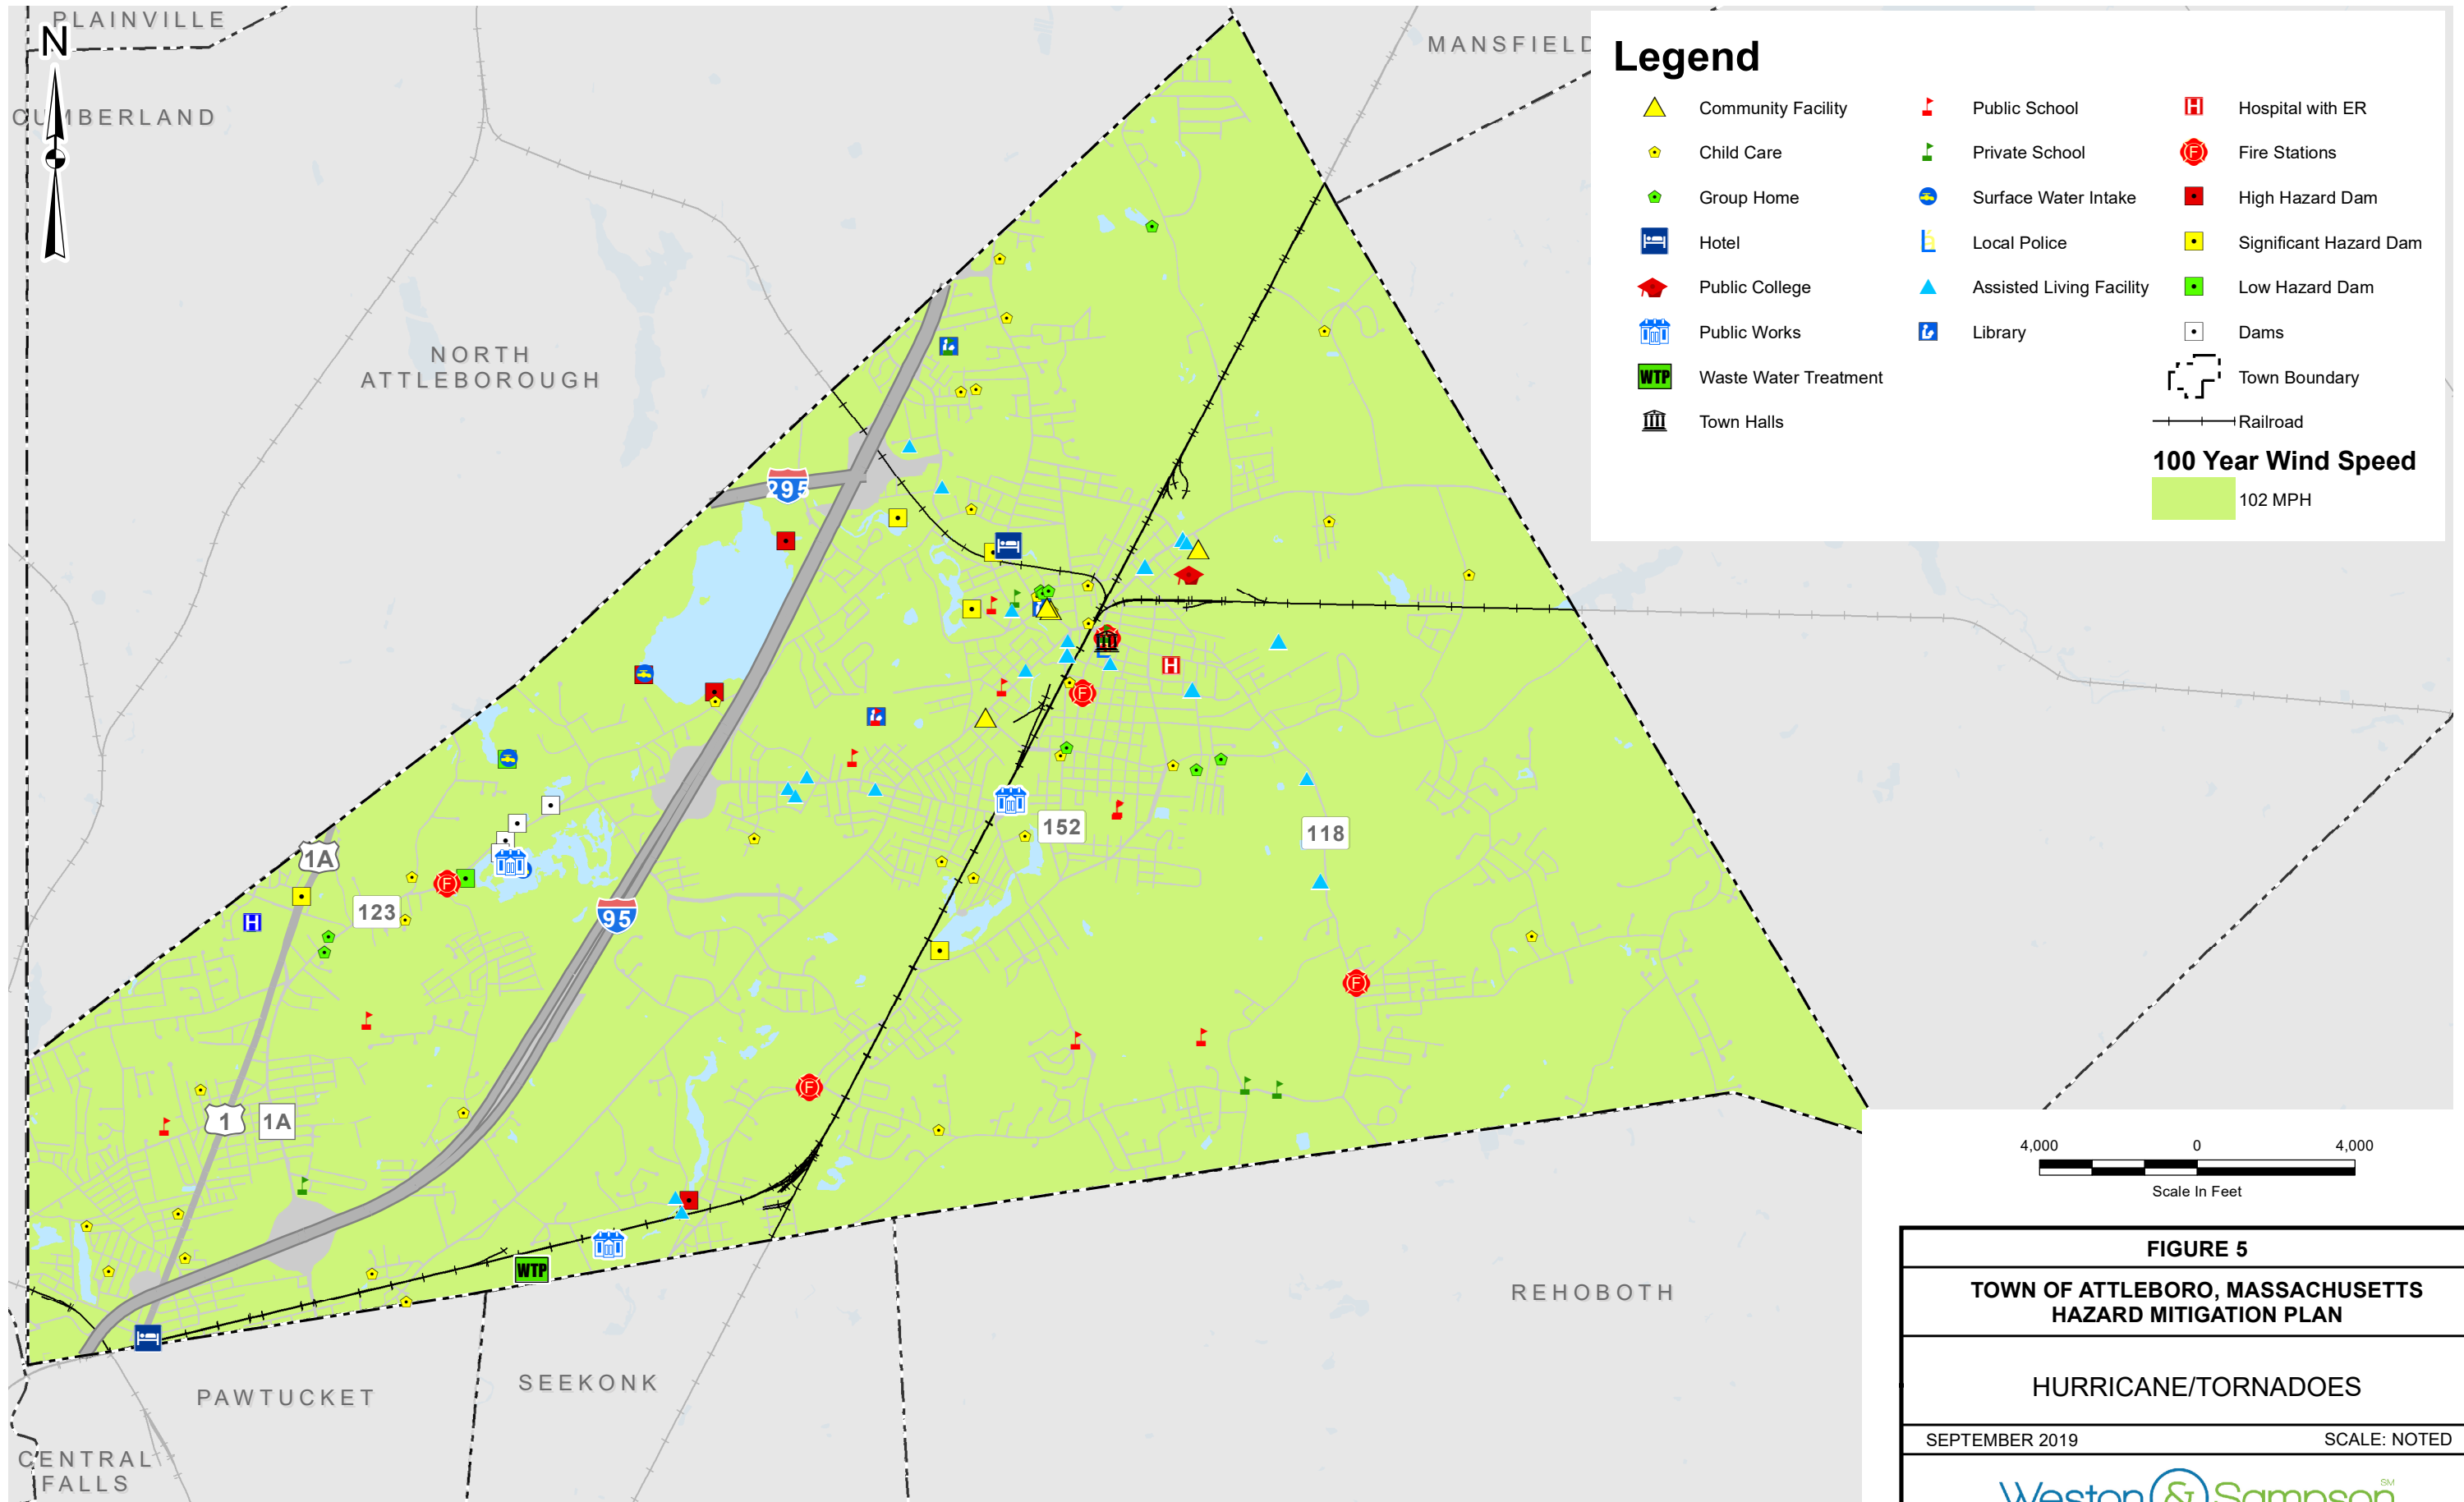 PLAINVILLE
N
CUMBERLAND
MANSFIELD
NORTH
ATTLEBOROUGH
Legend
Community Facility
Child Care
Group Home
Hotel
Public College
Public Works
WTP Waste Water Treatment
Town Halls
Public School
Private School
Surface Water Intake
L Local Police
Assisted Living Facility
Library
H Hospital with ER
F Fire Stations
High Hazard Dam
Significant Hazard Dam
Low Hazard Dam
Dams
Town Boundary
Railroad
100 Year Wind Speed
102 MPH
295
H
F
152
118
1A
F
123
95
H
F
F
1
1A
WTP
REHOBOTH
PAWTUCKET
SEEKONK
CENTRAL
FALLS
4,000 0 4,000
Scale In Feet
FIGURE 5
TOWN OF ATTLEBORO, MASSACHUSETTS
HAZARD MITIGATION PLAN
HURRICANE/TORNADOES
SEPTEMBER 2019 SCALE: NOTED
Weston & Sampson SM